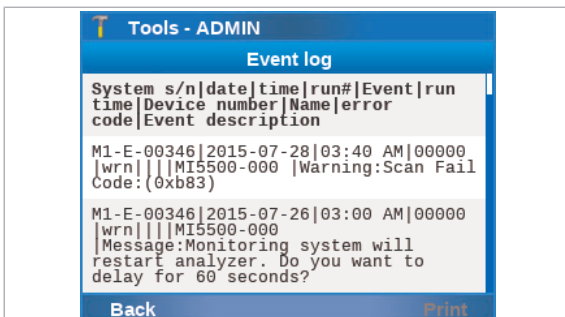 Tools - ADMIN
Event log
System s/n|date|time|run#|Event|run
time|Device number|Name|error
code|Event description
M1-E-00346|2015-07-28|03:40 AM|00000
|wrn||||MI5500-000 |Warning:Scan Fail
Code:(0xb83)
M1-E-00346|2015-07-26|03:00 AM|00000
|wrn||||MI5500-000
|Message:Monitoring system will
restart analyzer. Do you want to
delay for 60 seconds?
Back
Print